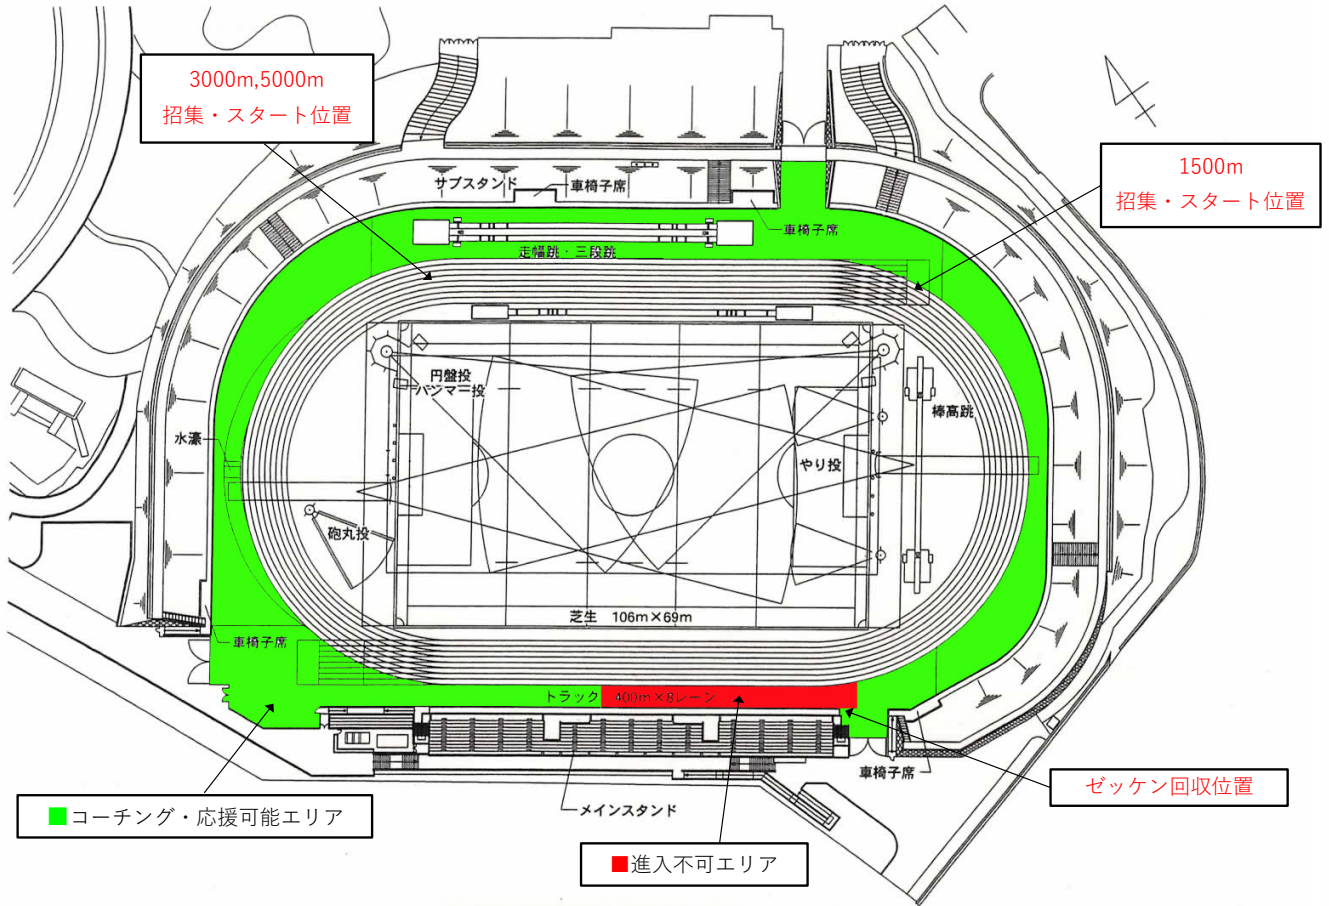 3000m,5000m
招集・スタート位置
1500m
招集・スタート位置
サブスタンド
車椅子席
車椅子席
走幅跳・三段跳
円盤投
ハンマー投
棒高跳
水濠
やり投
砲丸投
芝生 106m×69m
車椅子席
トラック 400m×8レーン
車椅子席
メインスタンド
ゼッケン回収位置
■コーチング・応援可能エリア
■進入不可エリア